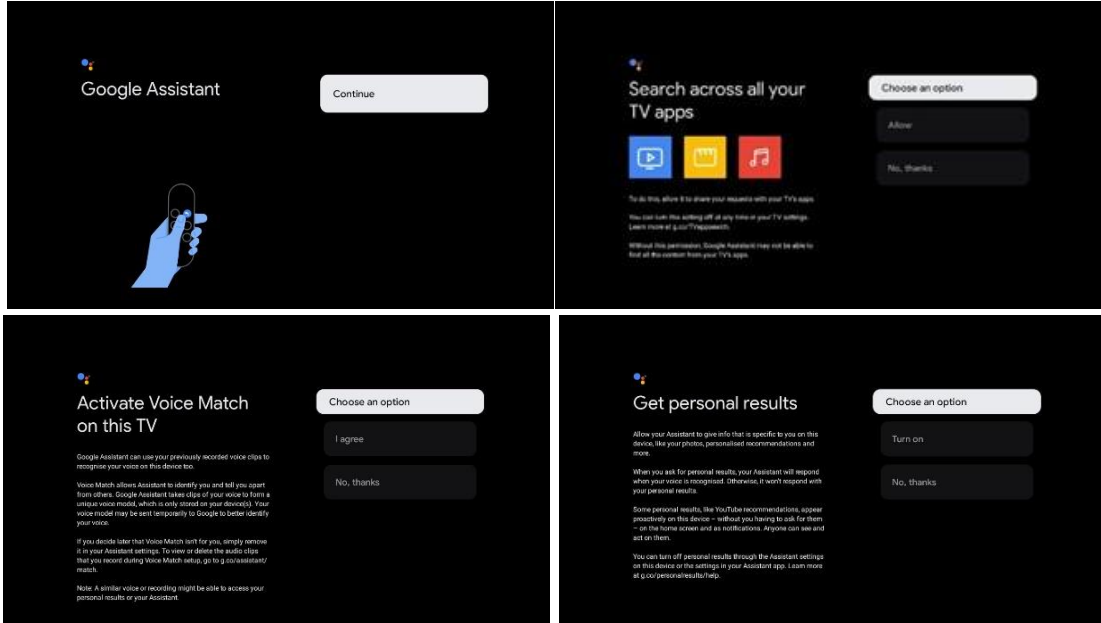 Google Assistant
Continue
Search across all your
TV apps
To do this, allow it to share your requests with your TV's apps.
You can turn this setting off at any time in your TV settings.
Learn more at g.co/TVappsearch.
Without this permission, Google Assistant may not be able to
find all the content from your TV's apps.
Choose an option
Allow
No, thanks
Activate Voice Match
on this TV
Google Assistant can use your previously recorded voice clips to
recognise your voice on this device too.
Voice Match allows Assistant to identify you and tell you apart
from others. Google Assistant takes clips of your voice to form a
unique voice model, which is only stored on your device(s). Your
voice model may be sent temporarily to Google to better identify
your voice.
If you decide later that Voice Match isn't for you, simply remove
it in your Assistant settings. To view or delete the audio clips
that you record during Voice Match setup, go to g.co/assistant/
match.
Note: A similar voice or recording might be able to access your
personal results or your Assistant.
Choose an option
I agree
No, thanks
Get personal results
Allow your Assistant to give info that is specific to you on this
device, like your photos, personalised recommendations and
more.
When you ask for personal results, your Assistant will respond
when your voice is recognised. Otherwise, it won't respond with
your personal results.
Some personal results, like YouTube recommendations, appear
proactively on this device – without you having to ask for them
– on the home screen and as notifications. Anyone can see and
act on them.
You can turn off personal results through the Assistant settings
on this device or the settings in your Assistant app. Learn more
at g.co/personalresults/help.
Choose an option
Turn on
No, thanks